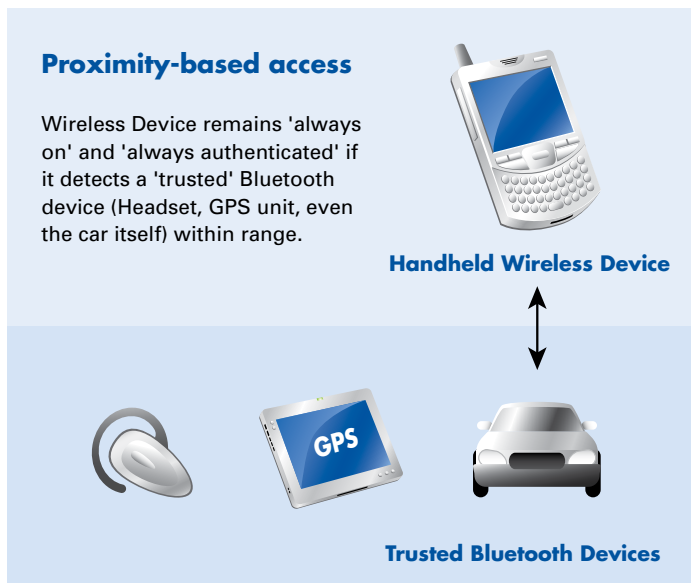 Proximity-based access
Wireless Device remains 'always
on' and 'always authenticated' if
it detects a 'trusted' Bluetooth
device (Headset, GPS unit, even
the car itself) within range.
Handheld Wireless Device
GPS
Trusted Bluetooth Devices